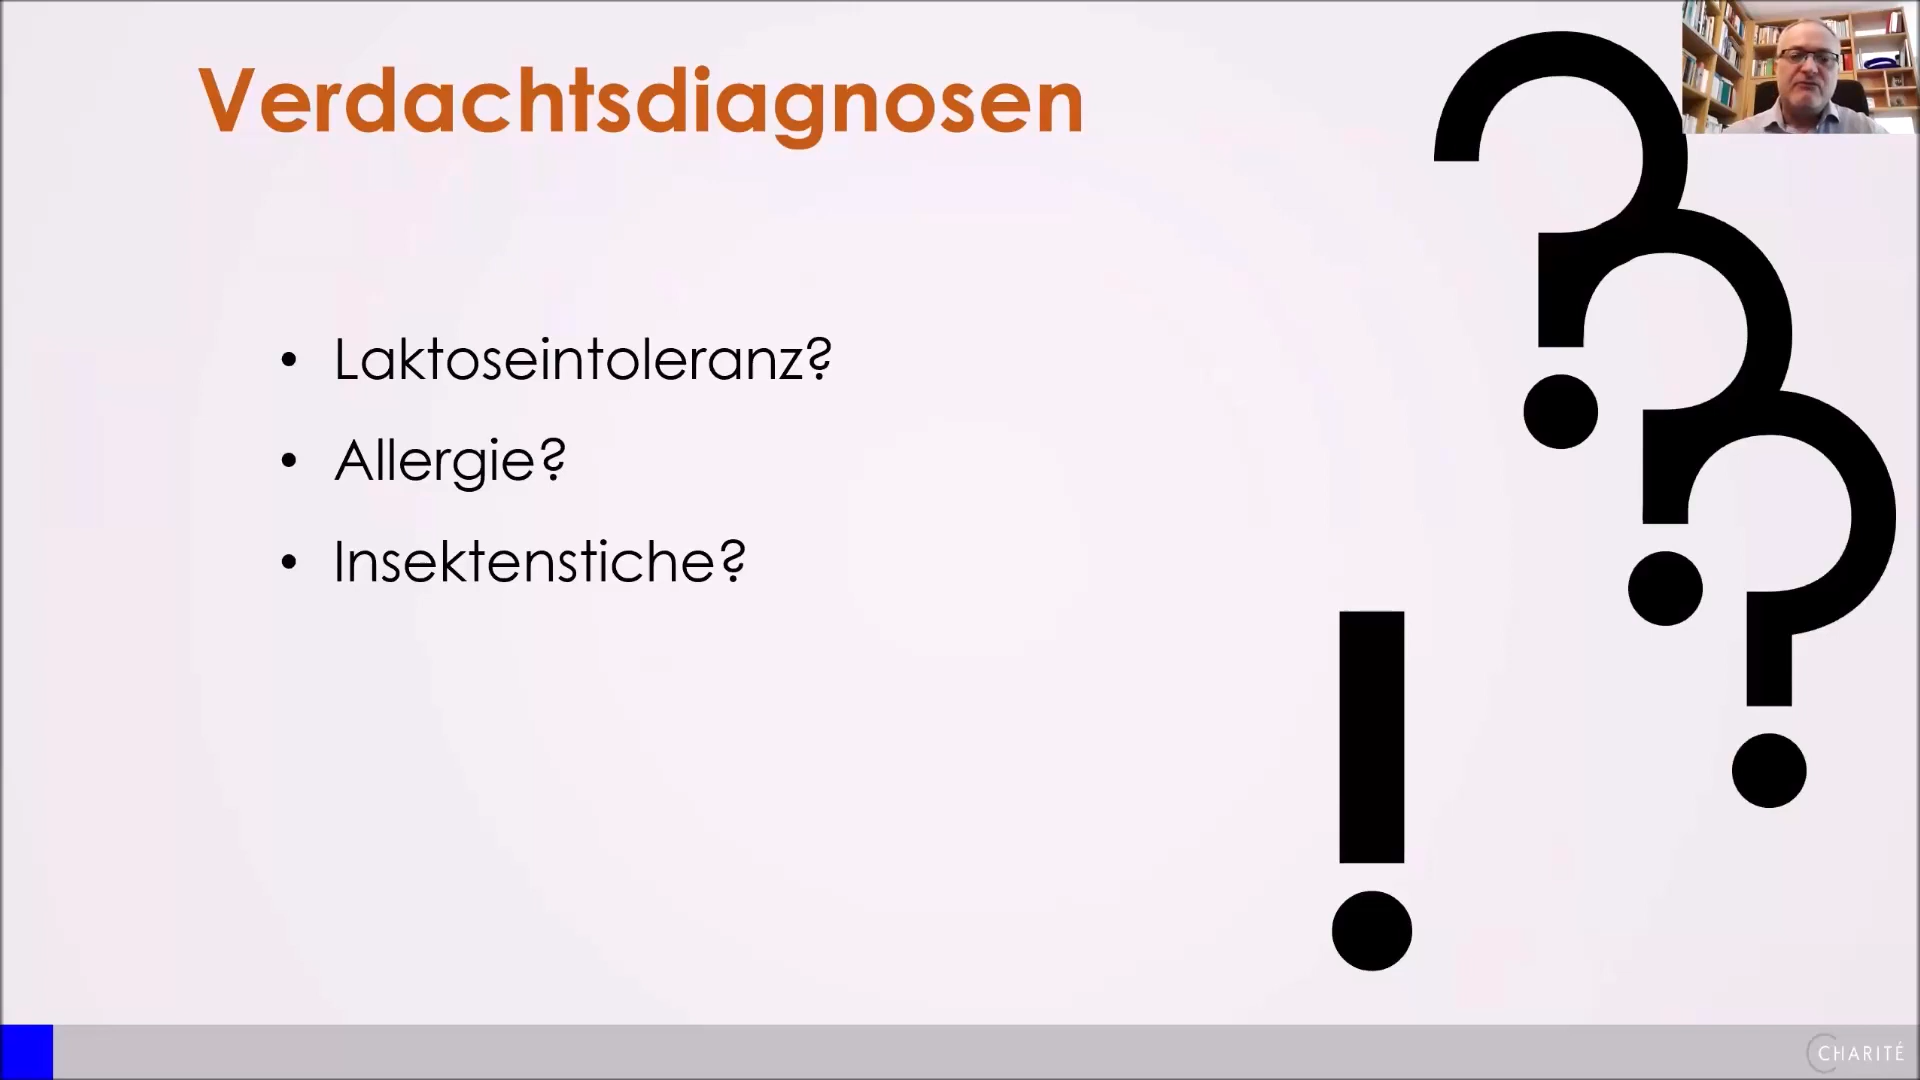 Verdachtsdiagnosen
• Laktoseintoleranz?
• Allergie?
• Insektenstiche?
???
!
CHARITÉ